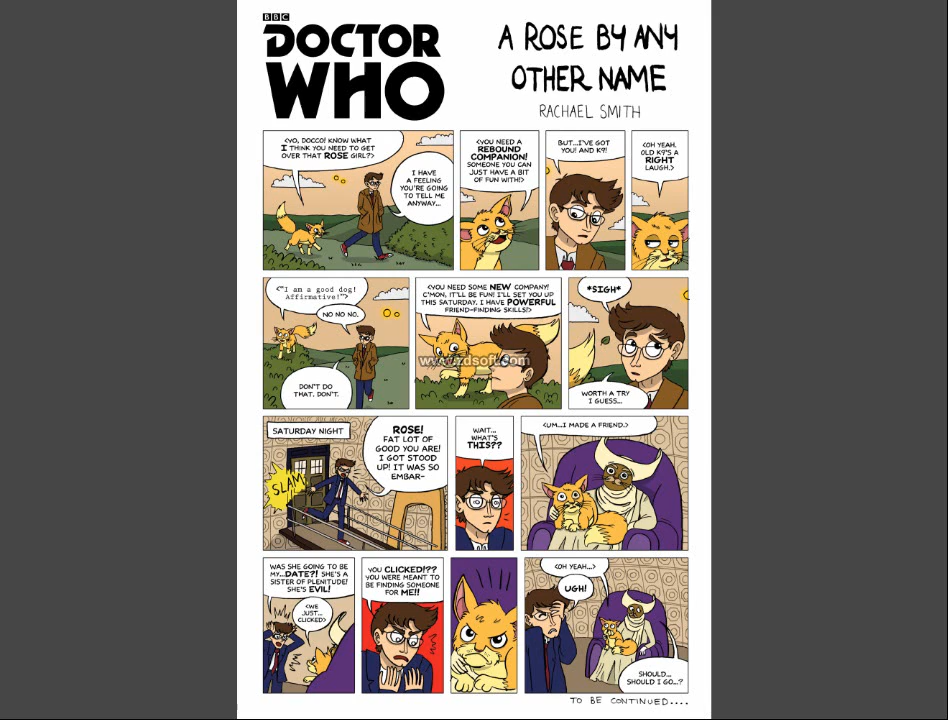 BBC
DOCTOR
WHO
A ROSE BY ANY
OTHER NAME
RACHAEL SMITH
<YO, DOCCO! KNOW WHAT
I THINK YOU NEED TO GET
OVER THAT ROSE GIRL?>
I HAVE
A FEELING
YOU'RE GOING
TO TELL ME
ANYWAY...
<YOU NEED A
REBOUND
COMPANION!
SOMEONE YOU CAN
JUST HAVE A BIT
OF FUN WITH!>
BUT...I'VE GOT
YOU! AND K9!
<OH YEAH.
OLD K9'S A
RIGHT
LAUGH.>
<"I am a good dog!
Affirmative!">
NO NO NO.
DON'T DO
THAT. DON'T.
<YOU NEED SOME NEW COMPANY!
C'MON, IT'LL BE FUN! I'LL SET YOU UP
THIS SATURDAY. I HAVE POWERFUL
FRIEND-FINDING SKILLS!>
www.zdsoft.com
*SIGH*
WORTH A TRY
I GUESS...
SATURDAY NIGHT
SLAM
ROSE!
FAT LOT OF
GOOD YOU ARE!
I GOT STOOD
UP! IT WAS SO
EMBAR-
WAIT...
WHAT'S
THIS??
<UM...I MADE A FRIEND.>
WAS SHE GOING TO BE
MY...DATE?! SHE'S A
SISTER OF PLENITUDE!
SHE'S EVIL!
<WE
JUST...
CLICKED>
YOU CLICKED!??
YOU WERE MEANT TO
BE FINDING SOMEONE
FOR ME!!
<OH YEAH...>
UGH!
SHOULD...
SHOULD I GO...?
TO BE CONTINUED....